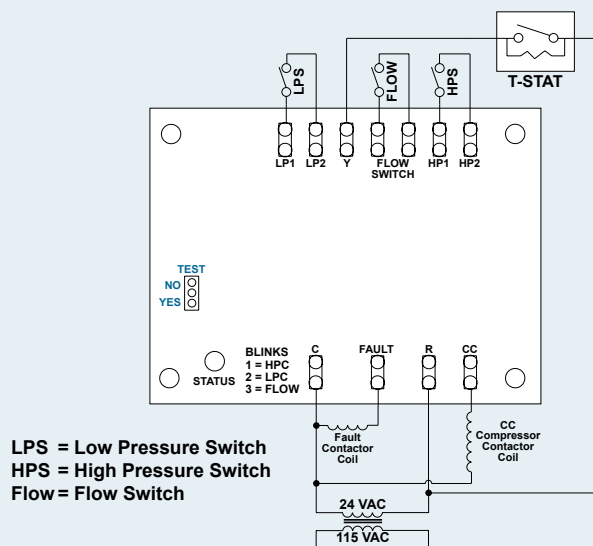 T-STAT
LPS
FLOW
HPS
LP1 LP2 Y FLOW SWITCH HP1 HP2
TEST
NO
YES
STATUS
BLINKS
1 = HPC
2 = LPC
3 = FLOW
C FAULT R CC
Fault
Contactor
Coil
CC
Compressor
Contactor
Coil
LPS = Low Pressure Switch
HPS = High Pressure Switch
Flow = Flow Switch
24 VAC
115 VAC